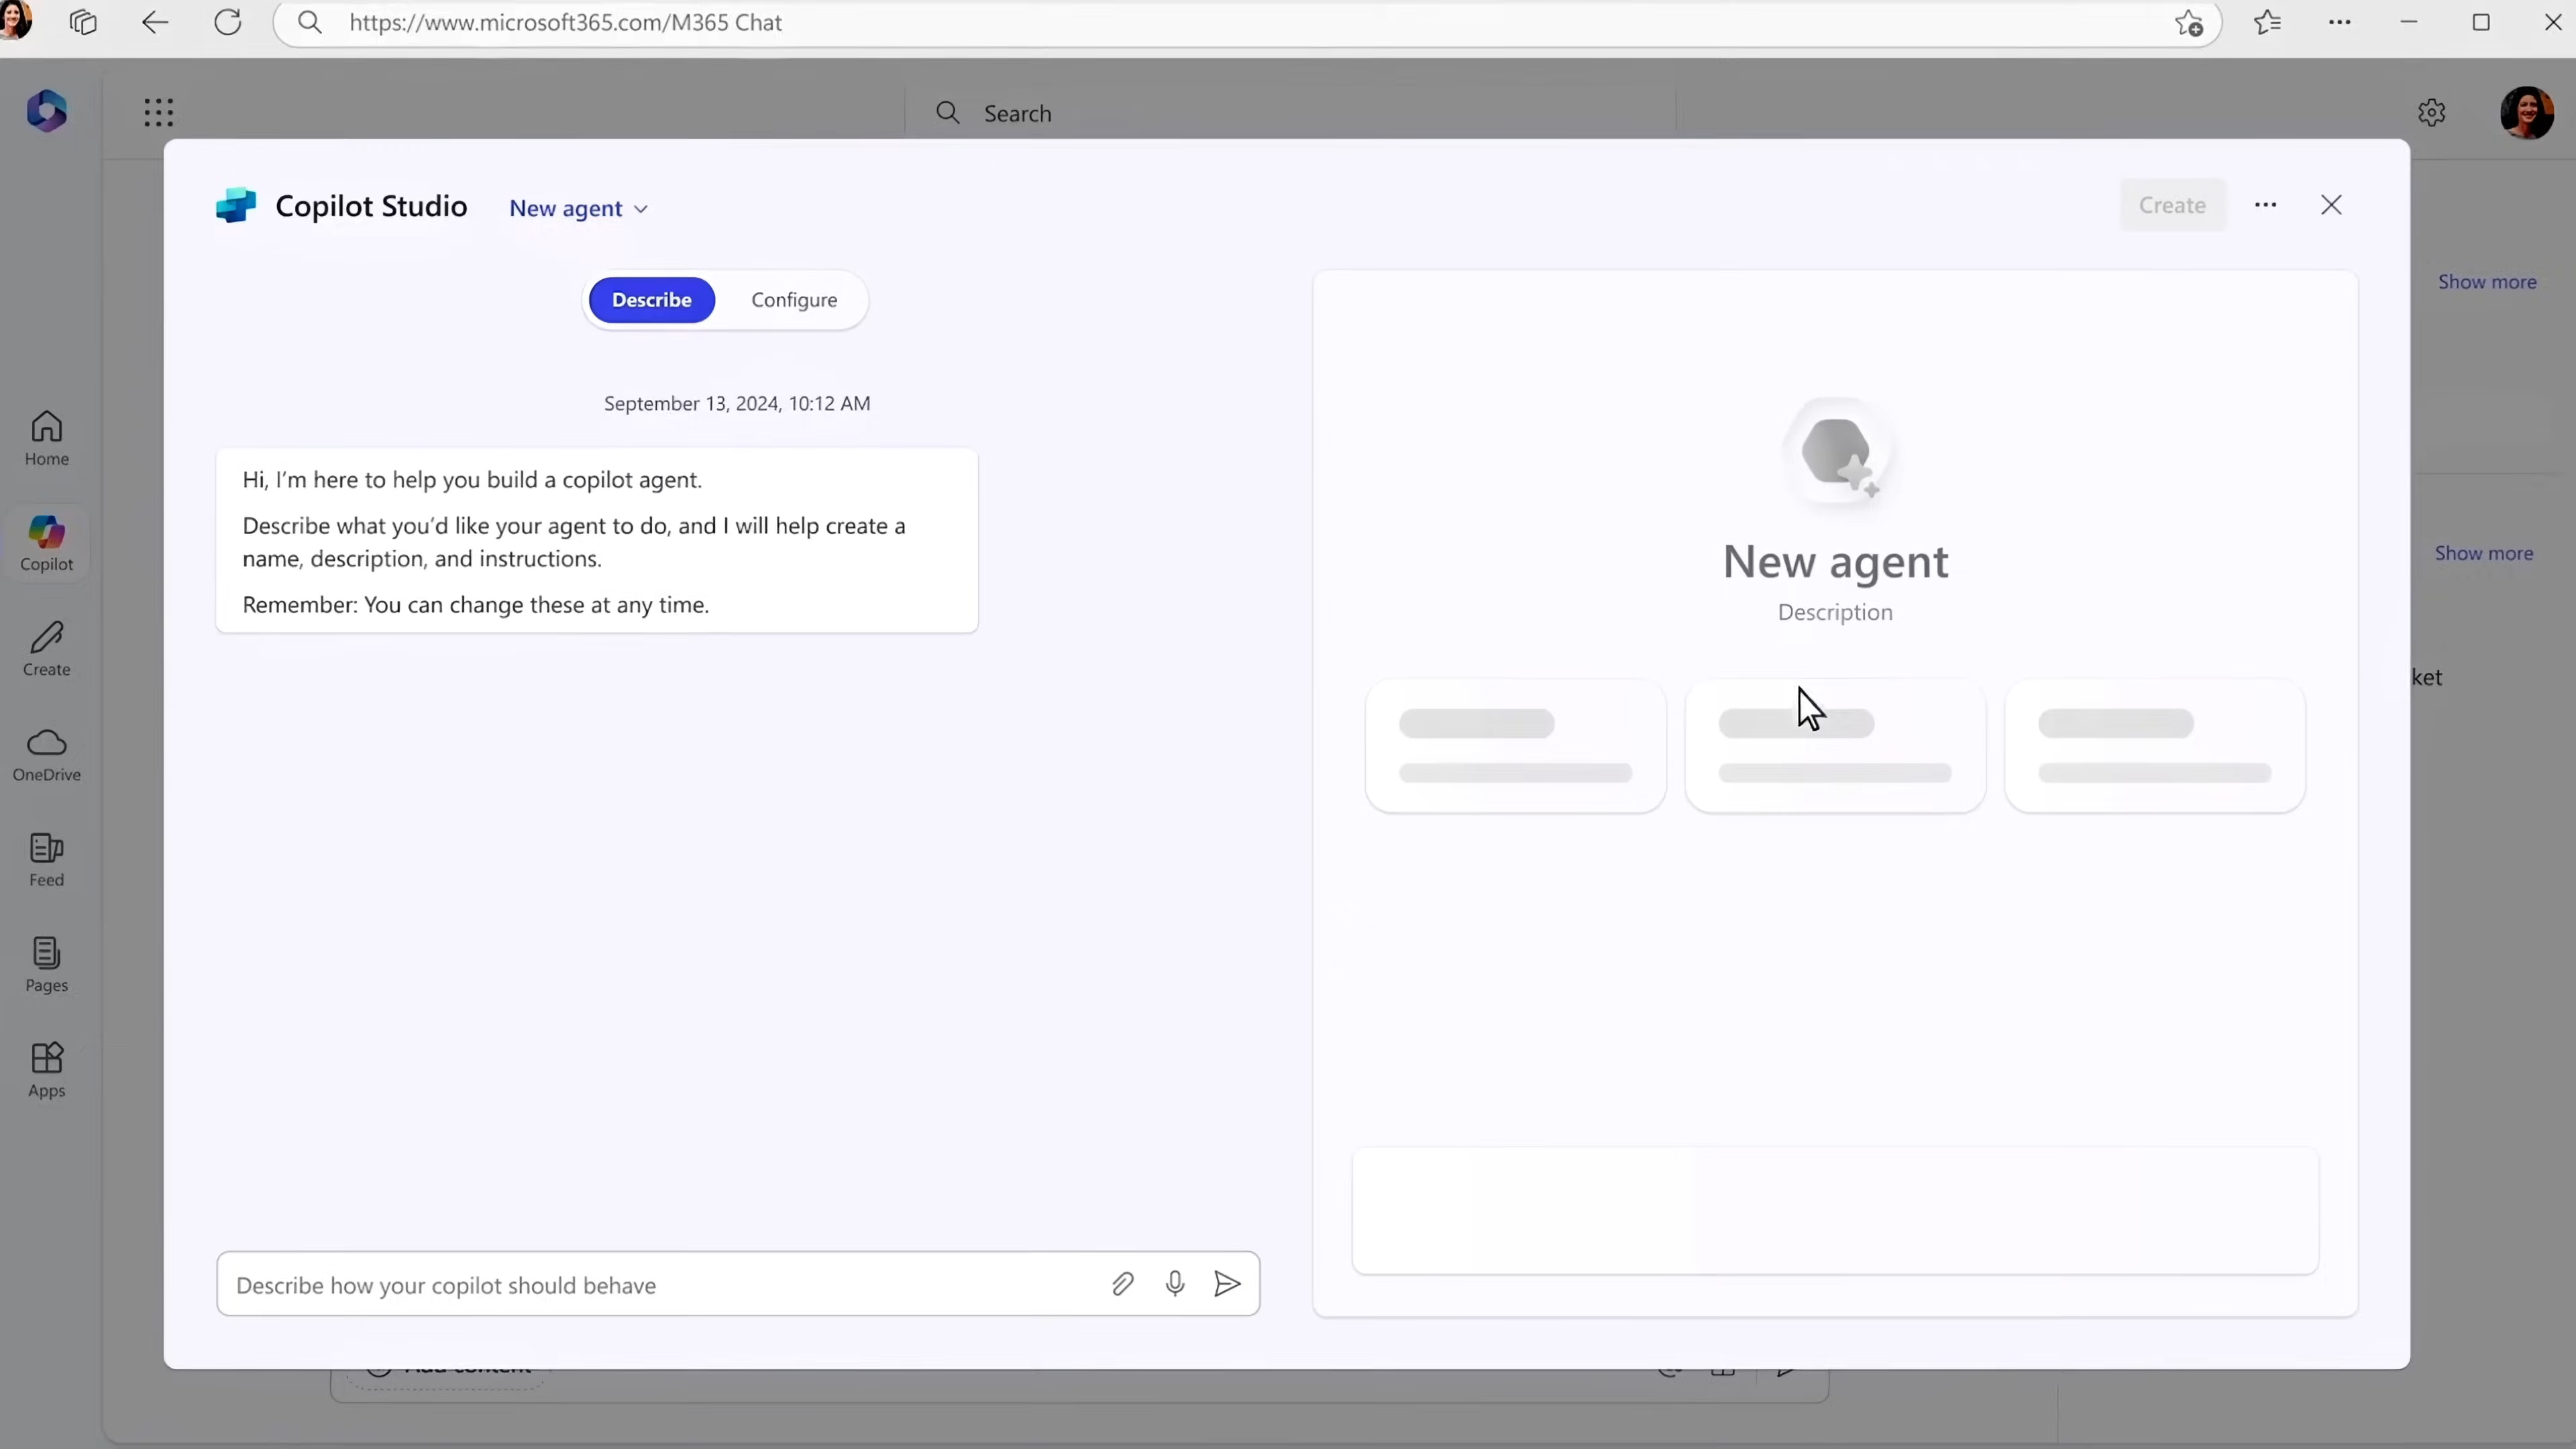 https://www.microsoft365.com/M365 Chat
Search
Copilot Studio
New agent
Create
Describe
Configure
Show more
September 13, 2024, 10:12 AM
Hi, I'm here to help you build a copilot agent.
Describe what you'd like your agent to do, and I will help create a
name, description, and instructions.
Remember: You can change these at any time.
Home
Copilot
Create
OneDrive
Feed
Pages
Apps
New agent
Description
Show more
ket
Describe how your copilot should behave
Add content